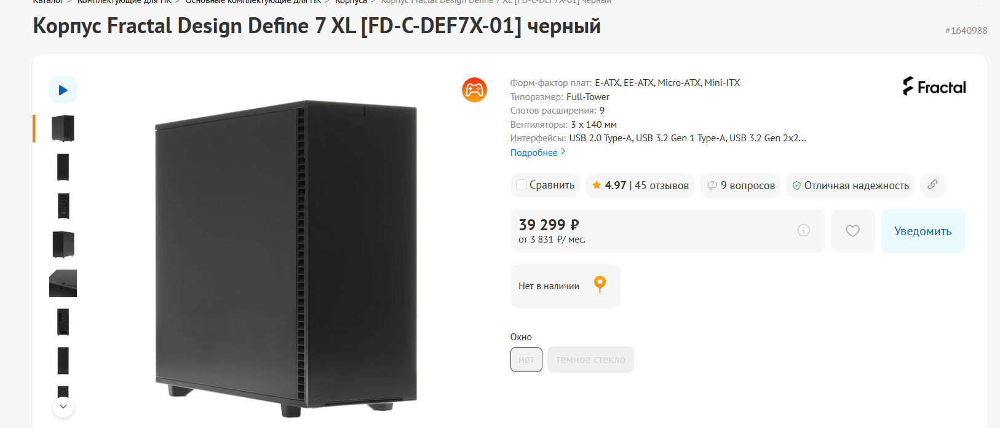 Каталог > Комплектующие для ПК > Основные комплектующие для ПК > Корпуса > Корпус Fractal Design Define 7 XL [FD-C-DEF7X-01] черный
Корпус Fractal Design Define 7 XL [FD-C-DEF7X-01] черный
#1640988
Форм-фактор плат: E-ATX, EE-ATX, Micro-ATX, Mini-ITX
Типоразмер: Full-Tower
Слотов расширения: 9
Вентиляторы: 3 x 140 мм
Интерфейсы: USB 2.0 Type-A, USB 3.2 Gen 1 Type-A, USB 3.2 Gen 2x2...
Подробнее >
Fractal
Сравнить
4.97 | 45 отзывов
9 вопросов
Отличная надежность
39 299 ₽
от 3 831 ₽/ мес.
Уведомить
Нет в наличии
Окно
нет
темное стекло